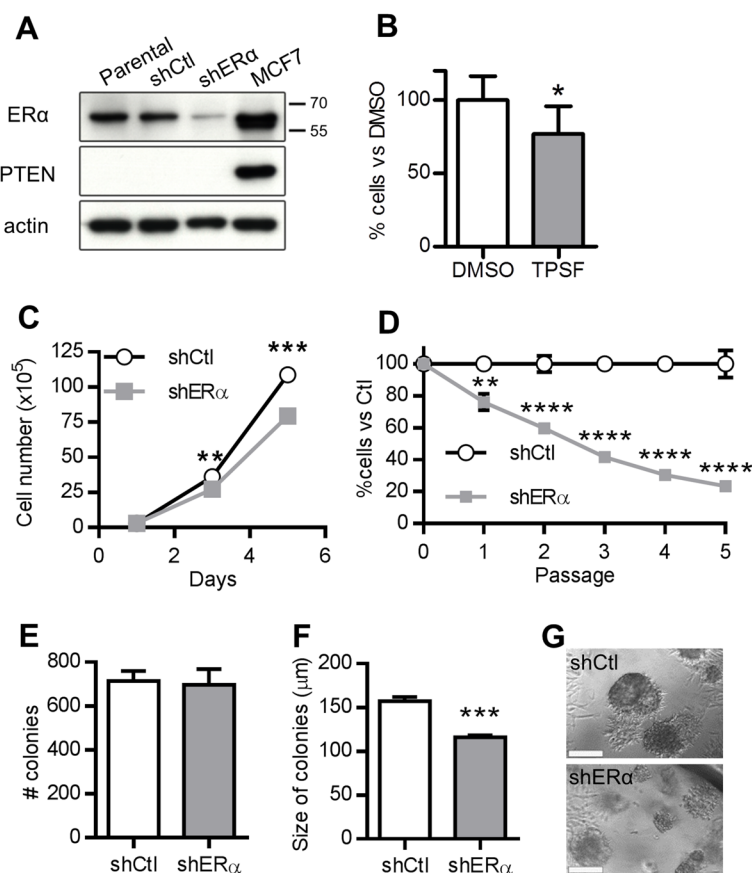 A
Parental
shCtl
shERα
MCF7
ERα
70
55
PTEN
actin
B
% cells vs DMSO
100
50
0
*
DMSO TPSF
C
Cell number (x10⁵)
125
100
75
50
25
0
shCtl
shERα
**
***
0 2 4 6
Days
D
%cells vs Ctl
100
80
60
40
20
0
**
****
****
****
****
shCtl
shERα
0 1 2 3 4 5
Passage
E
# colonies
800
600
400
200
0
shCtl shERα
F
Size of colonies (μm)
200
150
100
50
0
***
shCtl shERα
G
shCtl
shERα